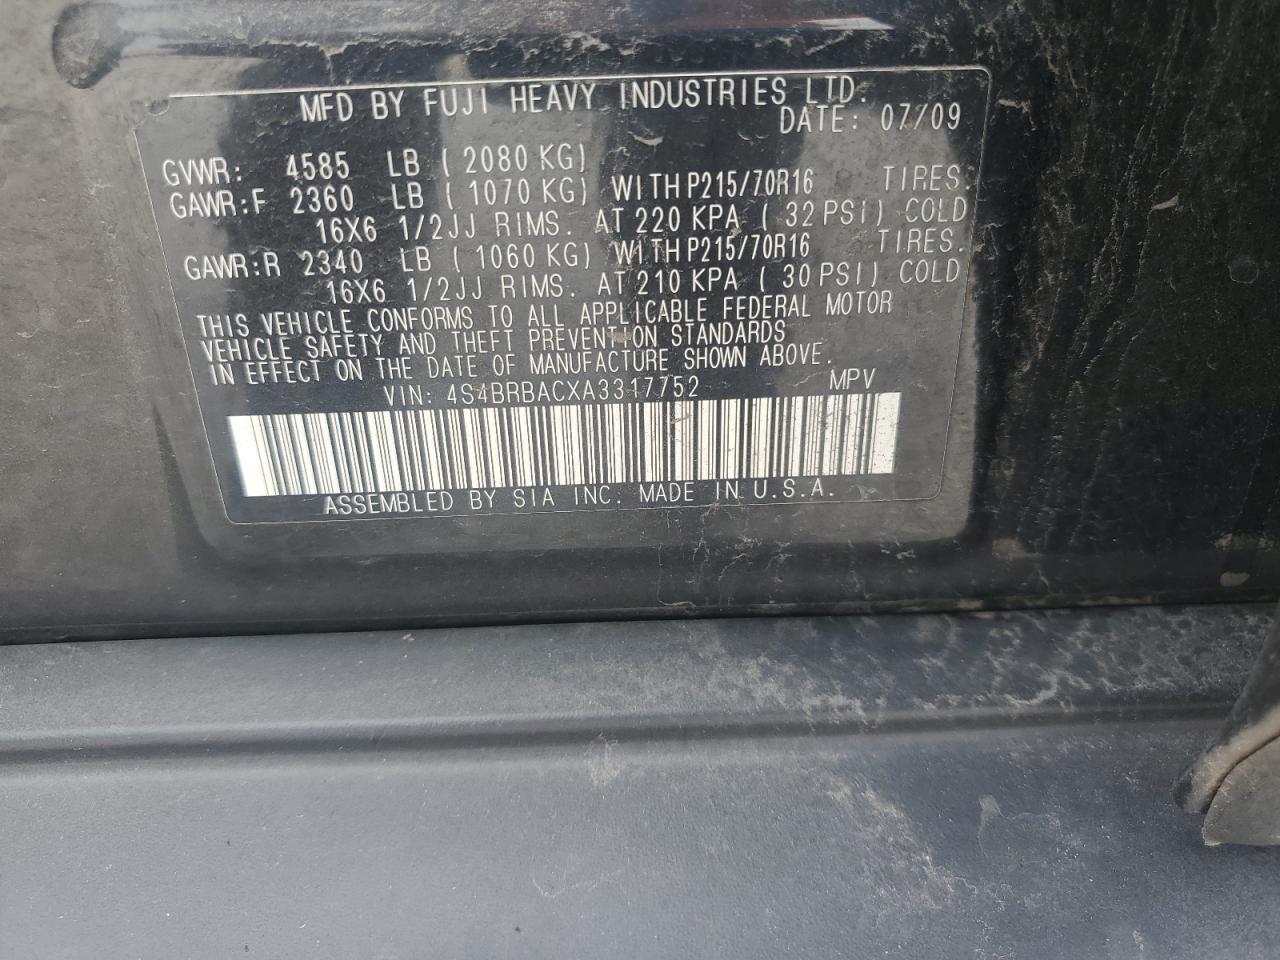 MFD BY FUJI HEAVY INDUSTRIES LTD.
DATE: 07/09
GVWR: 4585 LB ( 2080 KG)
GAWR:F 2360 LB ( 1070 KG) WITH P215/70R16 TIRES.
16X6 1/2JJ RIMS. AT 220 KPA ( 32 PSI) COLD
GAWR:R 2340 LB ( 1060 KG) WITH P215/70R16 TIRES.
16X6 1/2JJ RIMS. AT 210 KPA ( 30 PSI) COLD
THIS VEHICLE CONFORMS TO ALL APPLICABLE FEDERAL MOTOR
VEHICLE SAFETY AND THEFT PREVENTION STANDARDS
IN EFFECT ON THE DATE OF MANUFACTURE SHOWN ABOVE.
VIN: 4S4BRBACXA3317752 MPV
ASSEMBLED BY SIA INC. MADE IN U.S.A.